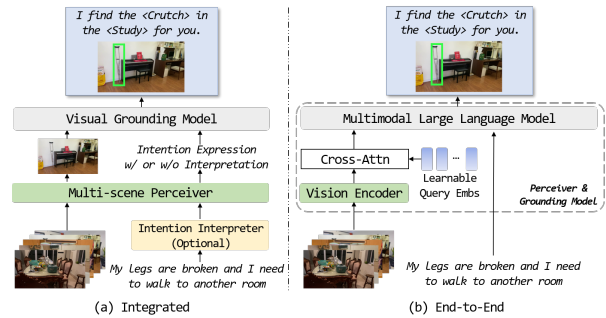 I find the <Crutch> in
the <Study> for you.
Visual Grounding Model
Intention Expression
w/ or w/o Interpretation
Multi-scene Perceiver
Intention Interpreter
(Optional)
My legs are broken and I need
to walk to another room
(a) Integrated
I find the <Crutch> in
the <Study> for you.
Multimodal Large Language Model
Cross-Attn
...
Learnable
Query Embs
Vision Encoder
Perceiver &
Grounding Model
My legs are broken and I need
to walk to another room
(b) End-to-End